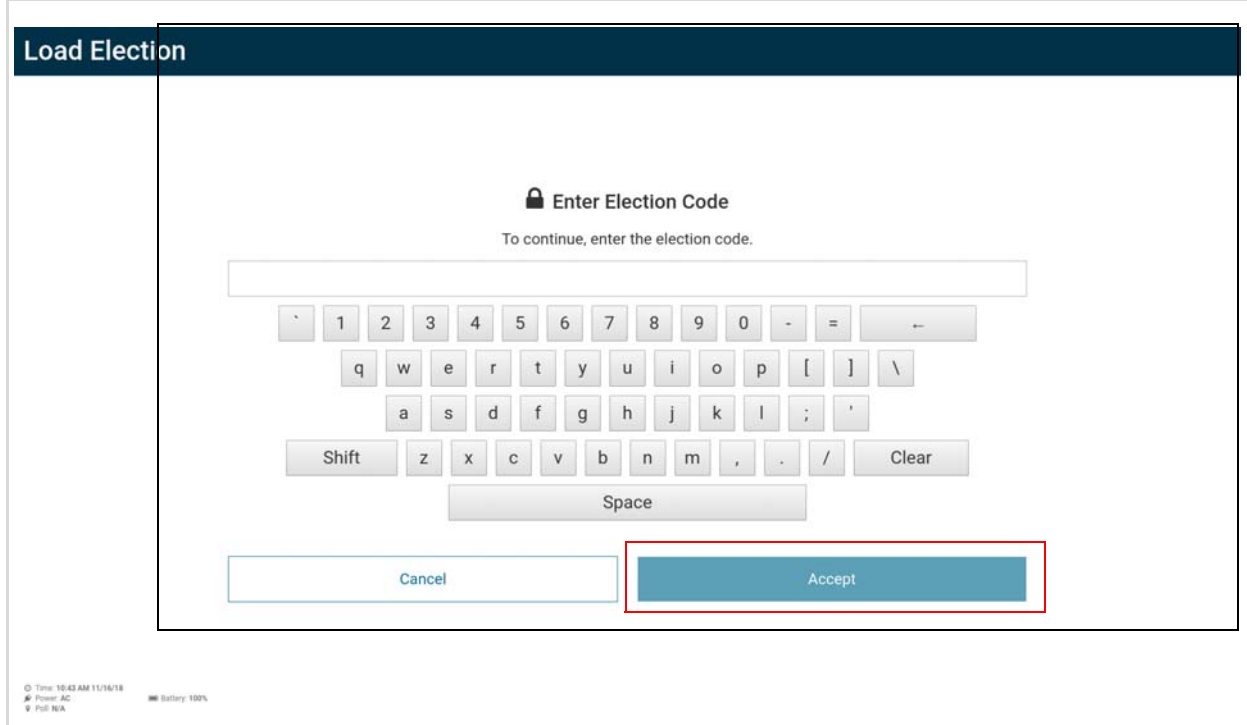 Load Election
Enter Election Code
To continue, enter the election code.
` 1 2 3 4 5 6 7 8 9 0 - = ←
q w e r t y u i o p [ ] \
a s d f g h j k l ; '
Shift z x c v b n m , . / Clear
Space
Cancel Accept
Time: 10:43 AM 11/16/18
Power: AC Battery: 100%
Poll: N/A